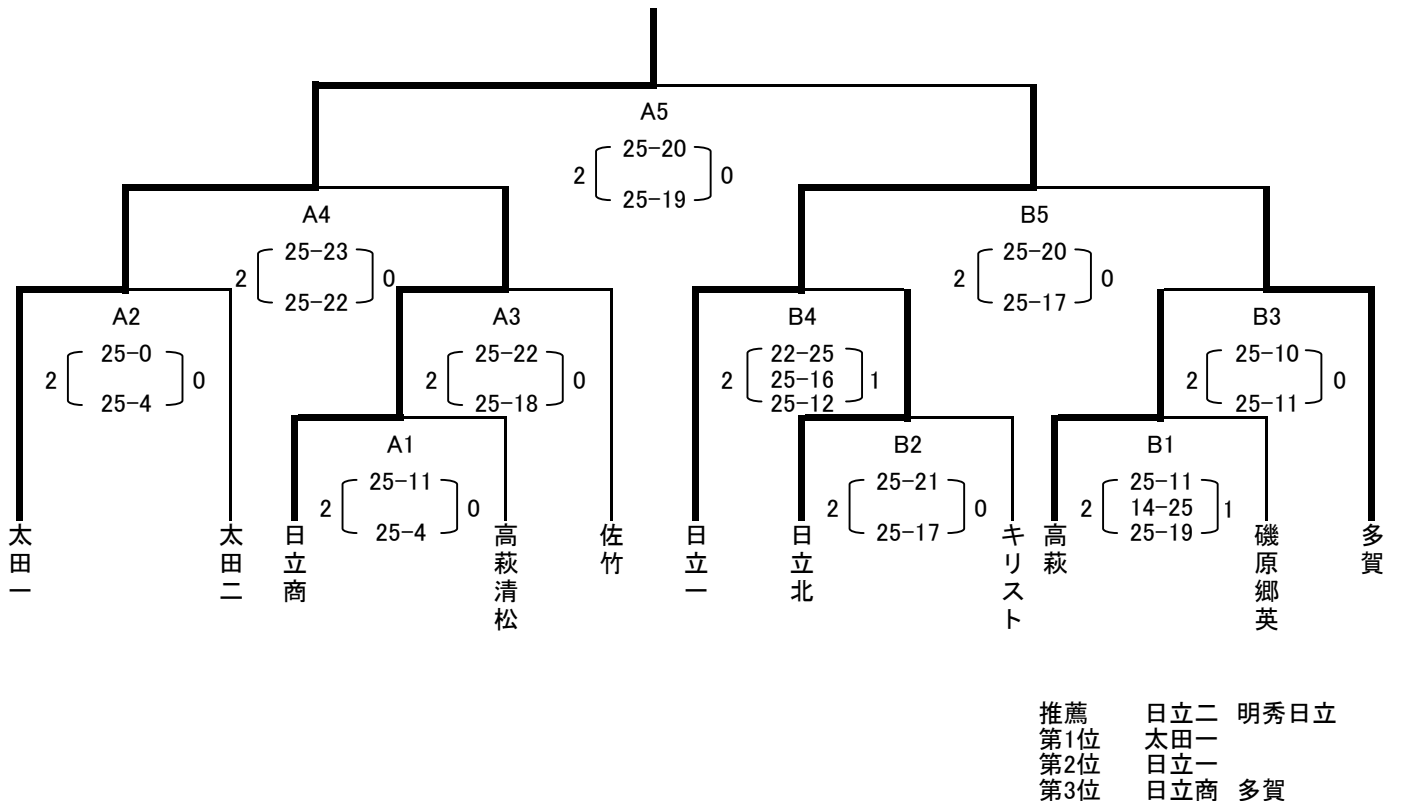 A5
25-20
2 0
25-19
A4
25-23
2 0
25-22
B5
25-20
2 0
25-17
A2
25-0
2 0
25-4
A3
25-22
2 0
25-18
B4
22-25
2 25-16 1
25-12
B3
25-10
2 0
25-11
A1
25-11
2 0
25-4
B2
25-21
2 0
25-17
B1
25-11
2 14-25 1
25-19
太田一
太田二
日立商
高萩清松
佐竹
日立一
日立北
キリスト
高萩
磯原郷英
多賀
推薦 日立二 明秀日立
第1位 太田一
第2位 日立一
第3位 日立商 多賀